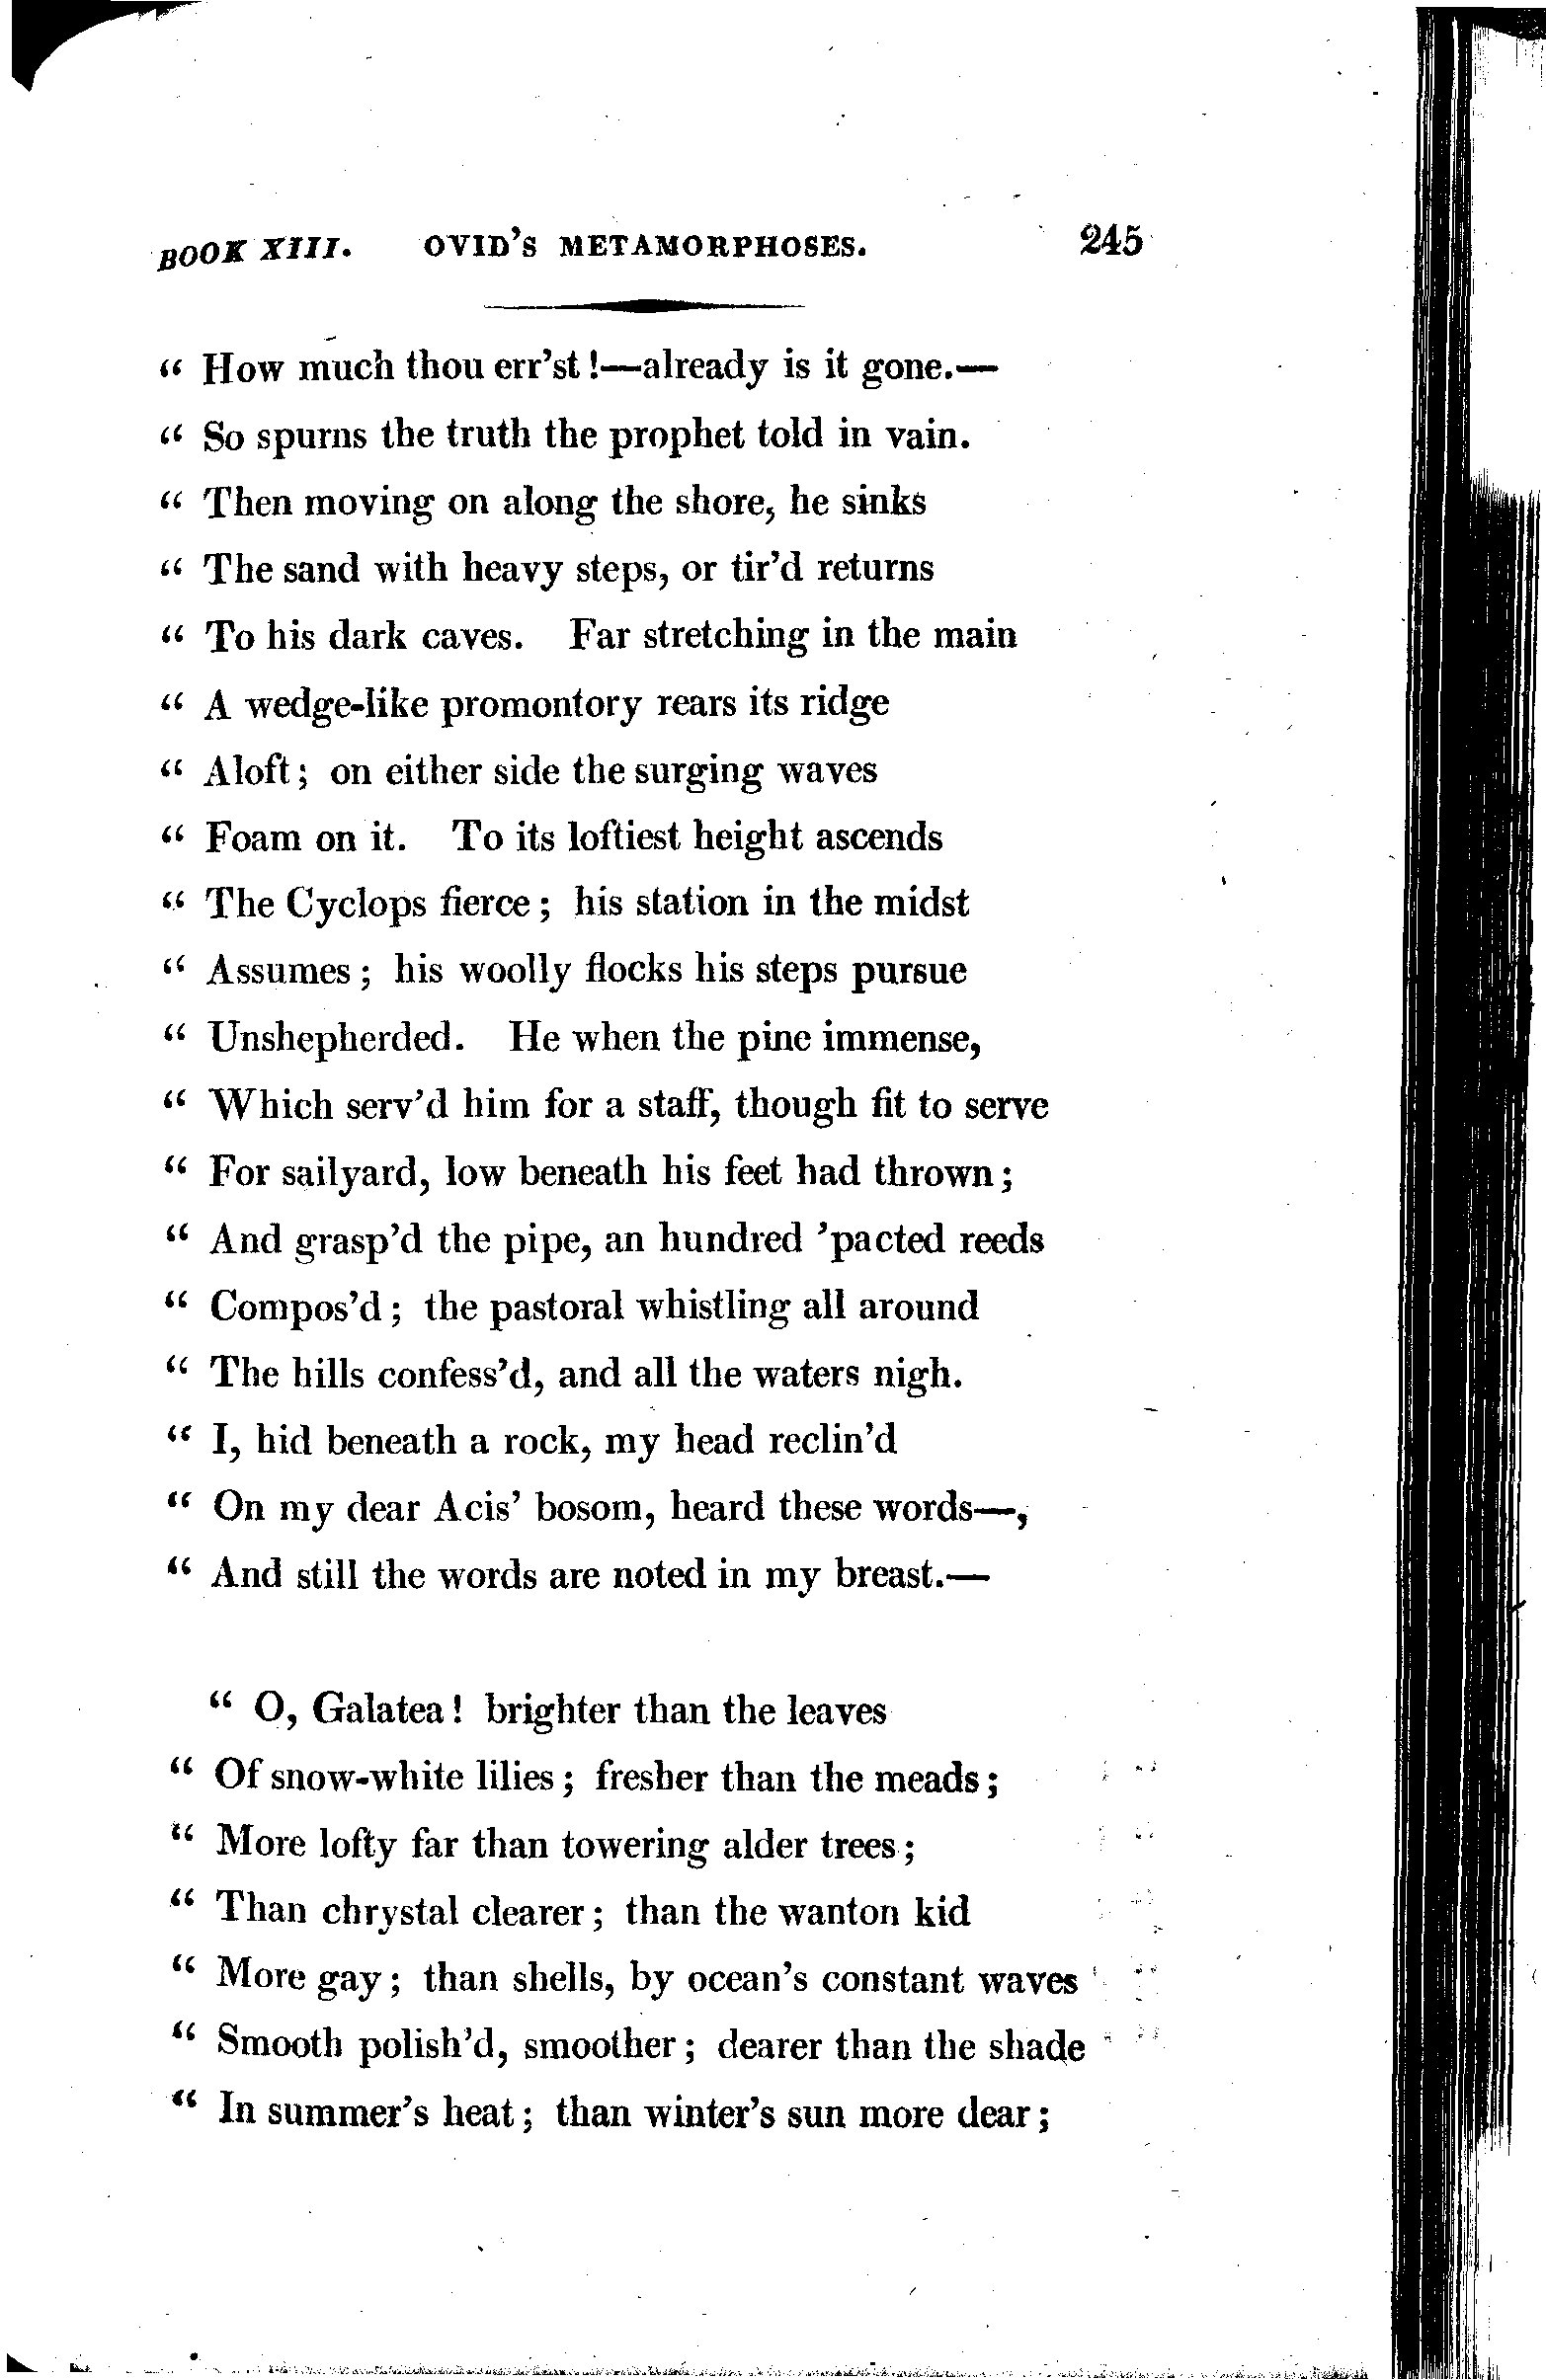 BOOK XIII. OVID'S METAMORPHOSES. 245
“ How much thou err'st !—already is it gone.—
“ So spurns the truth the prophet told in vain.
“ Then moving on along the shore, he sinks
“ The sand with heavy steps, or tir'd returns
“ To his dark caves. Far stretching in the main
“ A wedge-like promontory rears its ridge
“ Aloft; on either side the surging waves
“ Foam on it. To its loftiest height ascends
“ The Cyclops fierce; his station in the midst
“ Assumes; his woolly flocks his steps pursue
“ Unshepherded. He when the pine immense,
“ Which serv'd him for a staff, though fit to serve
“ For sailyard, low beneath his feet had thrown;
“ And grasp'd the pipe, an hundred 'pacted reeds
“ Compos'd; the pastoral whistling all around
“ The hills confess'd, and all the waters nigh.
“ I, hid beneath a rock, my head reclin'd
“ On my dear Acis' bosom, heard these words—,
“ And still the words are noted in my breast.—
“ O, Galatea! brighter than the leaves
“ Of snow-white lilies; fresher than the meads;
“ More lofty far than towering alder trees;
“ Than chrystal clearer; than the wanton kid
“ More gay; than shells, by ocean's constant waves
“ Smooth polish'd, smoother; dearer than the shade
“ In summer's heat; than winter's sun more dear;